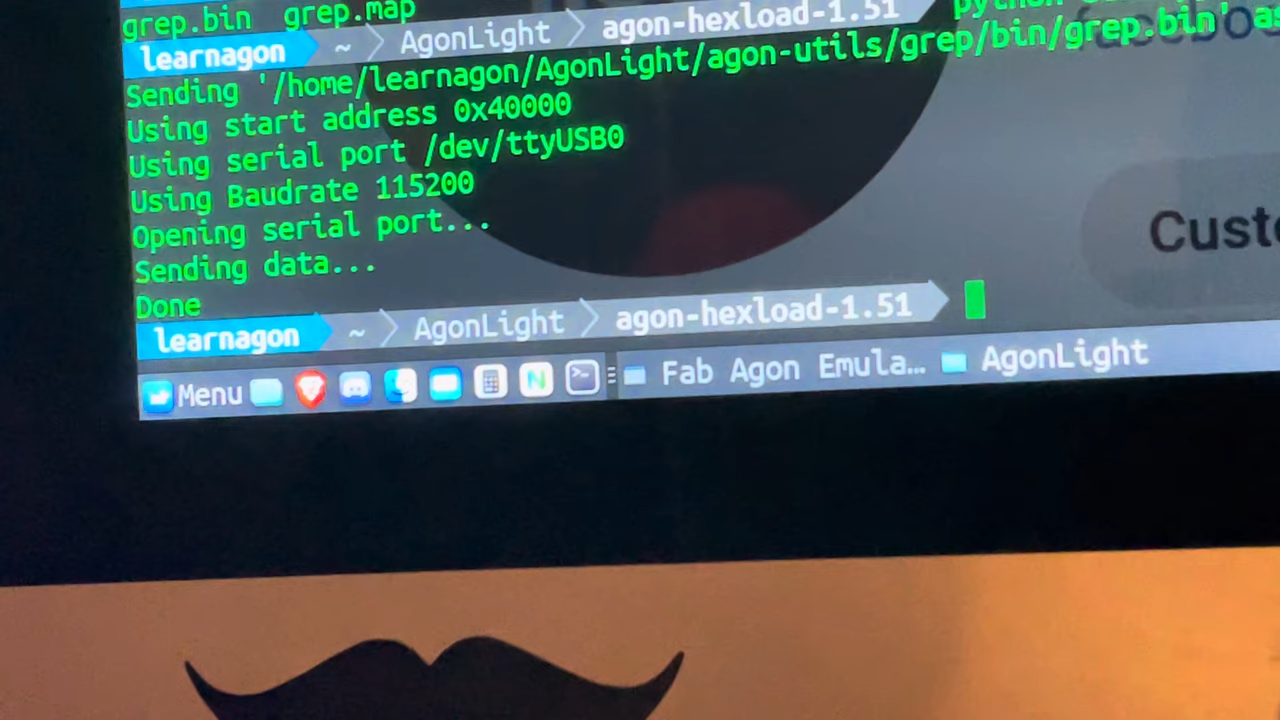 grep.bin grep.map
learnagon ~ AgonLight agon-hexload-1.51 python
Sending '/home/learnagon/AgonLight/agon-utils/grep/bin/grep.bin'
Using start address 0x40000
Using serial port /dev/ttyUSB0
Using Baudrate 115200
Opening serial port...
Sending data...
Done
learnagon ~ AgonLight agon-hexload-1.51
Custo
Menu Fab Agon Emula... AgonLight